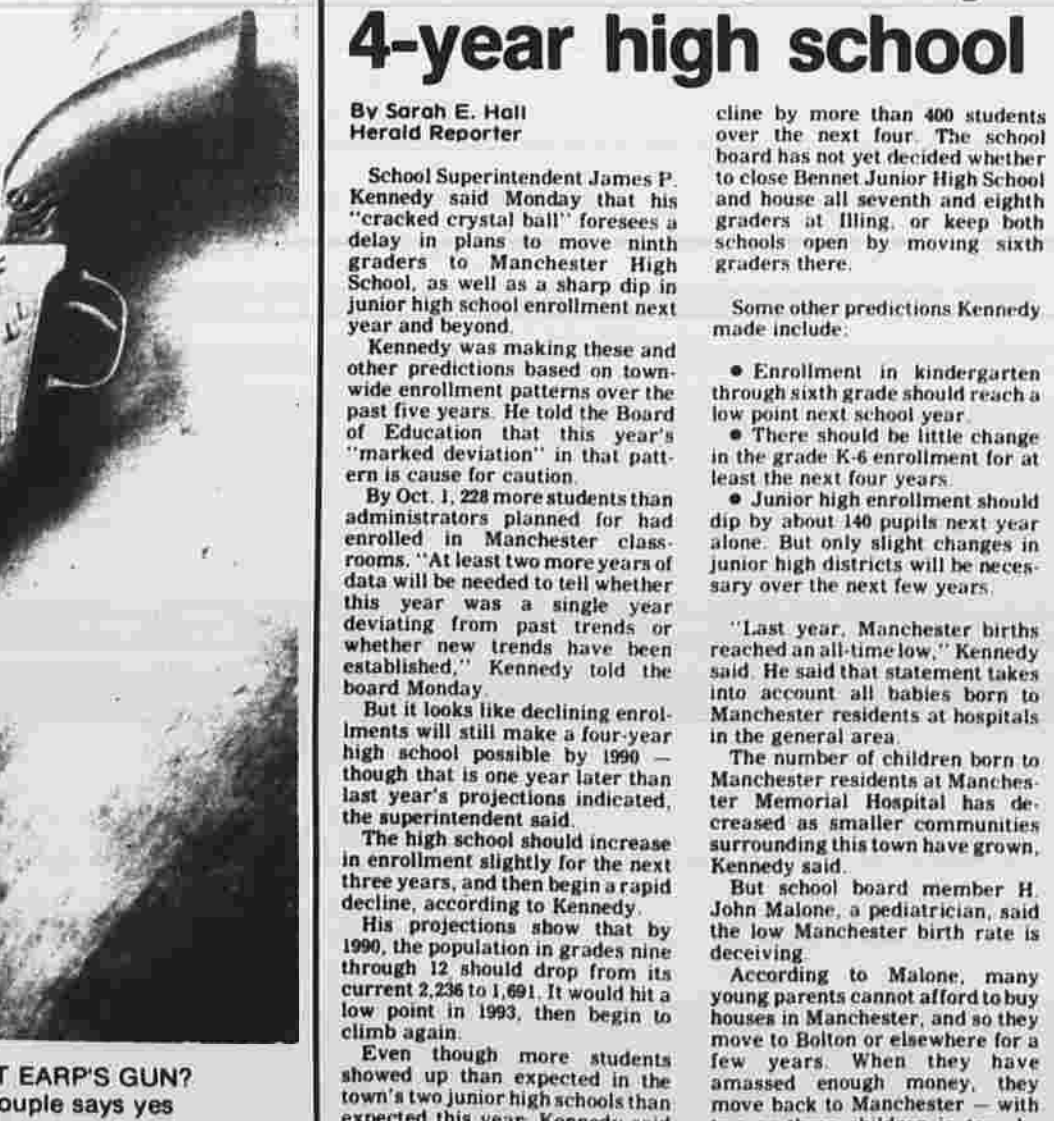 4-year high school
By Sarah E. Hall
Herald Reporter
School Superintendent James P.
Kennedy said Monday that his
"cracked crystal ball" foresees a
delay in plans to move ninth
graders to Manchester High
School, as well as a sharp dip in
junior high school enrollment next
year and beyond.
Kennedy was making these and
other predictions based on town-
wide enrollment patterns over the
past five years. He told the Board
of Education that this year's
"marked deviation" in that patt-
ern is cause for caution.
By Oct. 1, 228 more students than
administrators planned for had
enrolled in Manchester class-
rooms. "At least two more years of
data will be needed to tell whether
this year was a single year
deviating from past trends or
whether new trends have been
established," Kennedy told the
board Monday.
But it looks like declining enrol-
lments will still make a four-year
high school possible by 1990 —
though that is one year later than
last year's projections indicated,
the superintendent said.
The high school should increase
in enrollment slightly for the next
three years, and then begin a rapid
decline, according to Kennedy.
His projections show that by
1990, the population in grades nine
through 12 should drop from its
current 2,236 to 1,691. It would hit a
low point in 1993, then begin to
climb again.
Even though more students
showed up than expected in the
town's two junior high schools than
expected this year, Kennedy said
cline by more than 400 students
over the next four. The school
board has not yet decided whether
to close Bennet Junior High School
and house all seventh and eighth
graders at Illing, or keep both
schools open by moving sixth
graders there.
Some other predictions Kennedy
made include:
● Enrollment in kindergarten
through sixth grade should reach a
low point next school year.
● There should be little change
in the grade K-6 enrollment for at
least the next four years.
● Junior high enrollment should
dip by about 140 pupils next year
alone. But only slight changes in
junior high districts will be neces-
sary over the next few years.
"Last year, Manchester births
reached an all-time low," Kennedy
said. He said that statement takes
into account all babies born to
Manchester residents at hospitals
in the general area.
The number of children born to
Manchester residents at Manches-
ter Memorial Hospital has de-
creased as smaller communities
surrounding this town have grown,
Kennedy said.
But school board member H.
John Malone, a pediatrician, said
the low Manchester birth rate is
deceiving.
According to Malone, many
young parents cannot afford to buy
houses in Manchester, and so they
move to Bolton or elsewhere for a
few years. When they have
amassed enough money, they
move back to Manchester — with
T EARP'S GUN?
ouple says yes